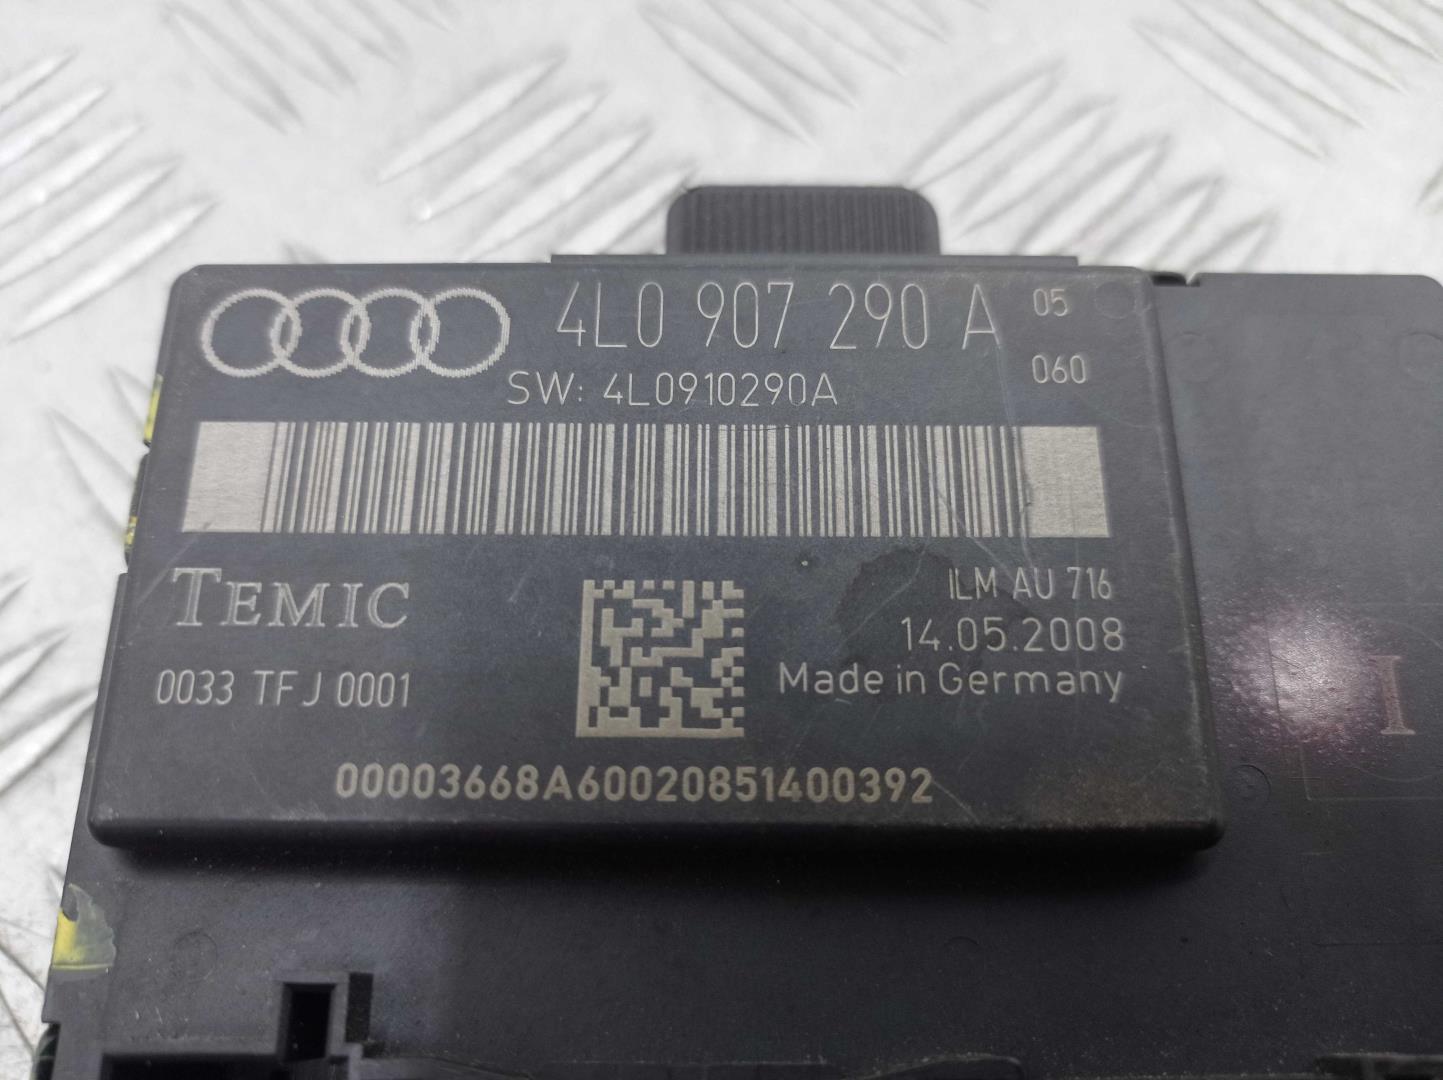 4L0 907 290 A 05
060
SW: 4L0910290A
TEMIC
ILM AU 716
14.05.2008
Made in Germany
0033 TFJ 0001
00003668A60020851400392
I